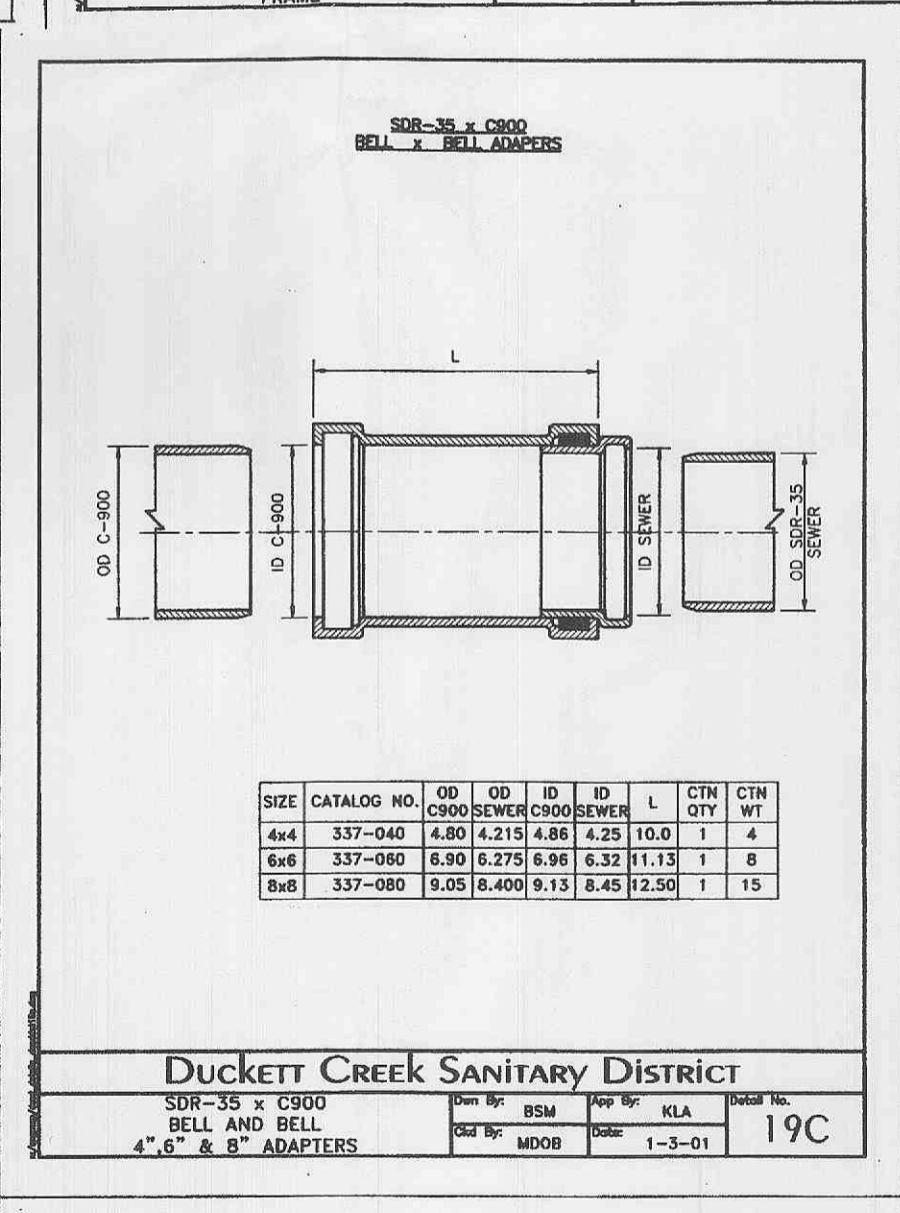 FRAME
SDR-35 x C900
BELL x BELL ADAPERS
L
OD C-900
ID C-900
ID SEWER
OD SDR-35
SEWER
SIZE CATALOG NO. OD C900 OD SEWER ID C900 ID SEWER L CTN QTY CTN WT
4x4 337-040 4.80 4.215 4.86 4.25 10.0 1 4
6x6 337-060 6.90 6.275 6.96 6.32 11.13 1 8
8x8 337-080 9.05 8.400 9.13 8.45 12.50 1 15
DUCKETT CREEK SANITARY DISTRICT
SDR-35 x C900
BELL AND BELL
4",6" & 8" ADAPTERS
Dwn By: BSM
App By: KLA
Detail No. 19C
Ckd By: MDOB
Date: 1-3-01